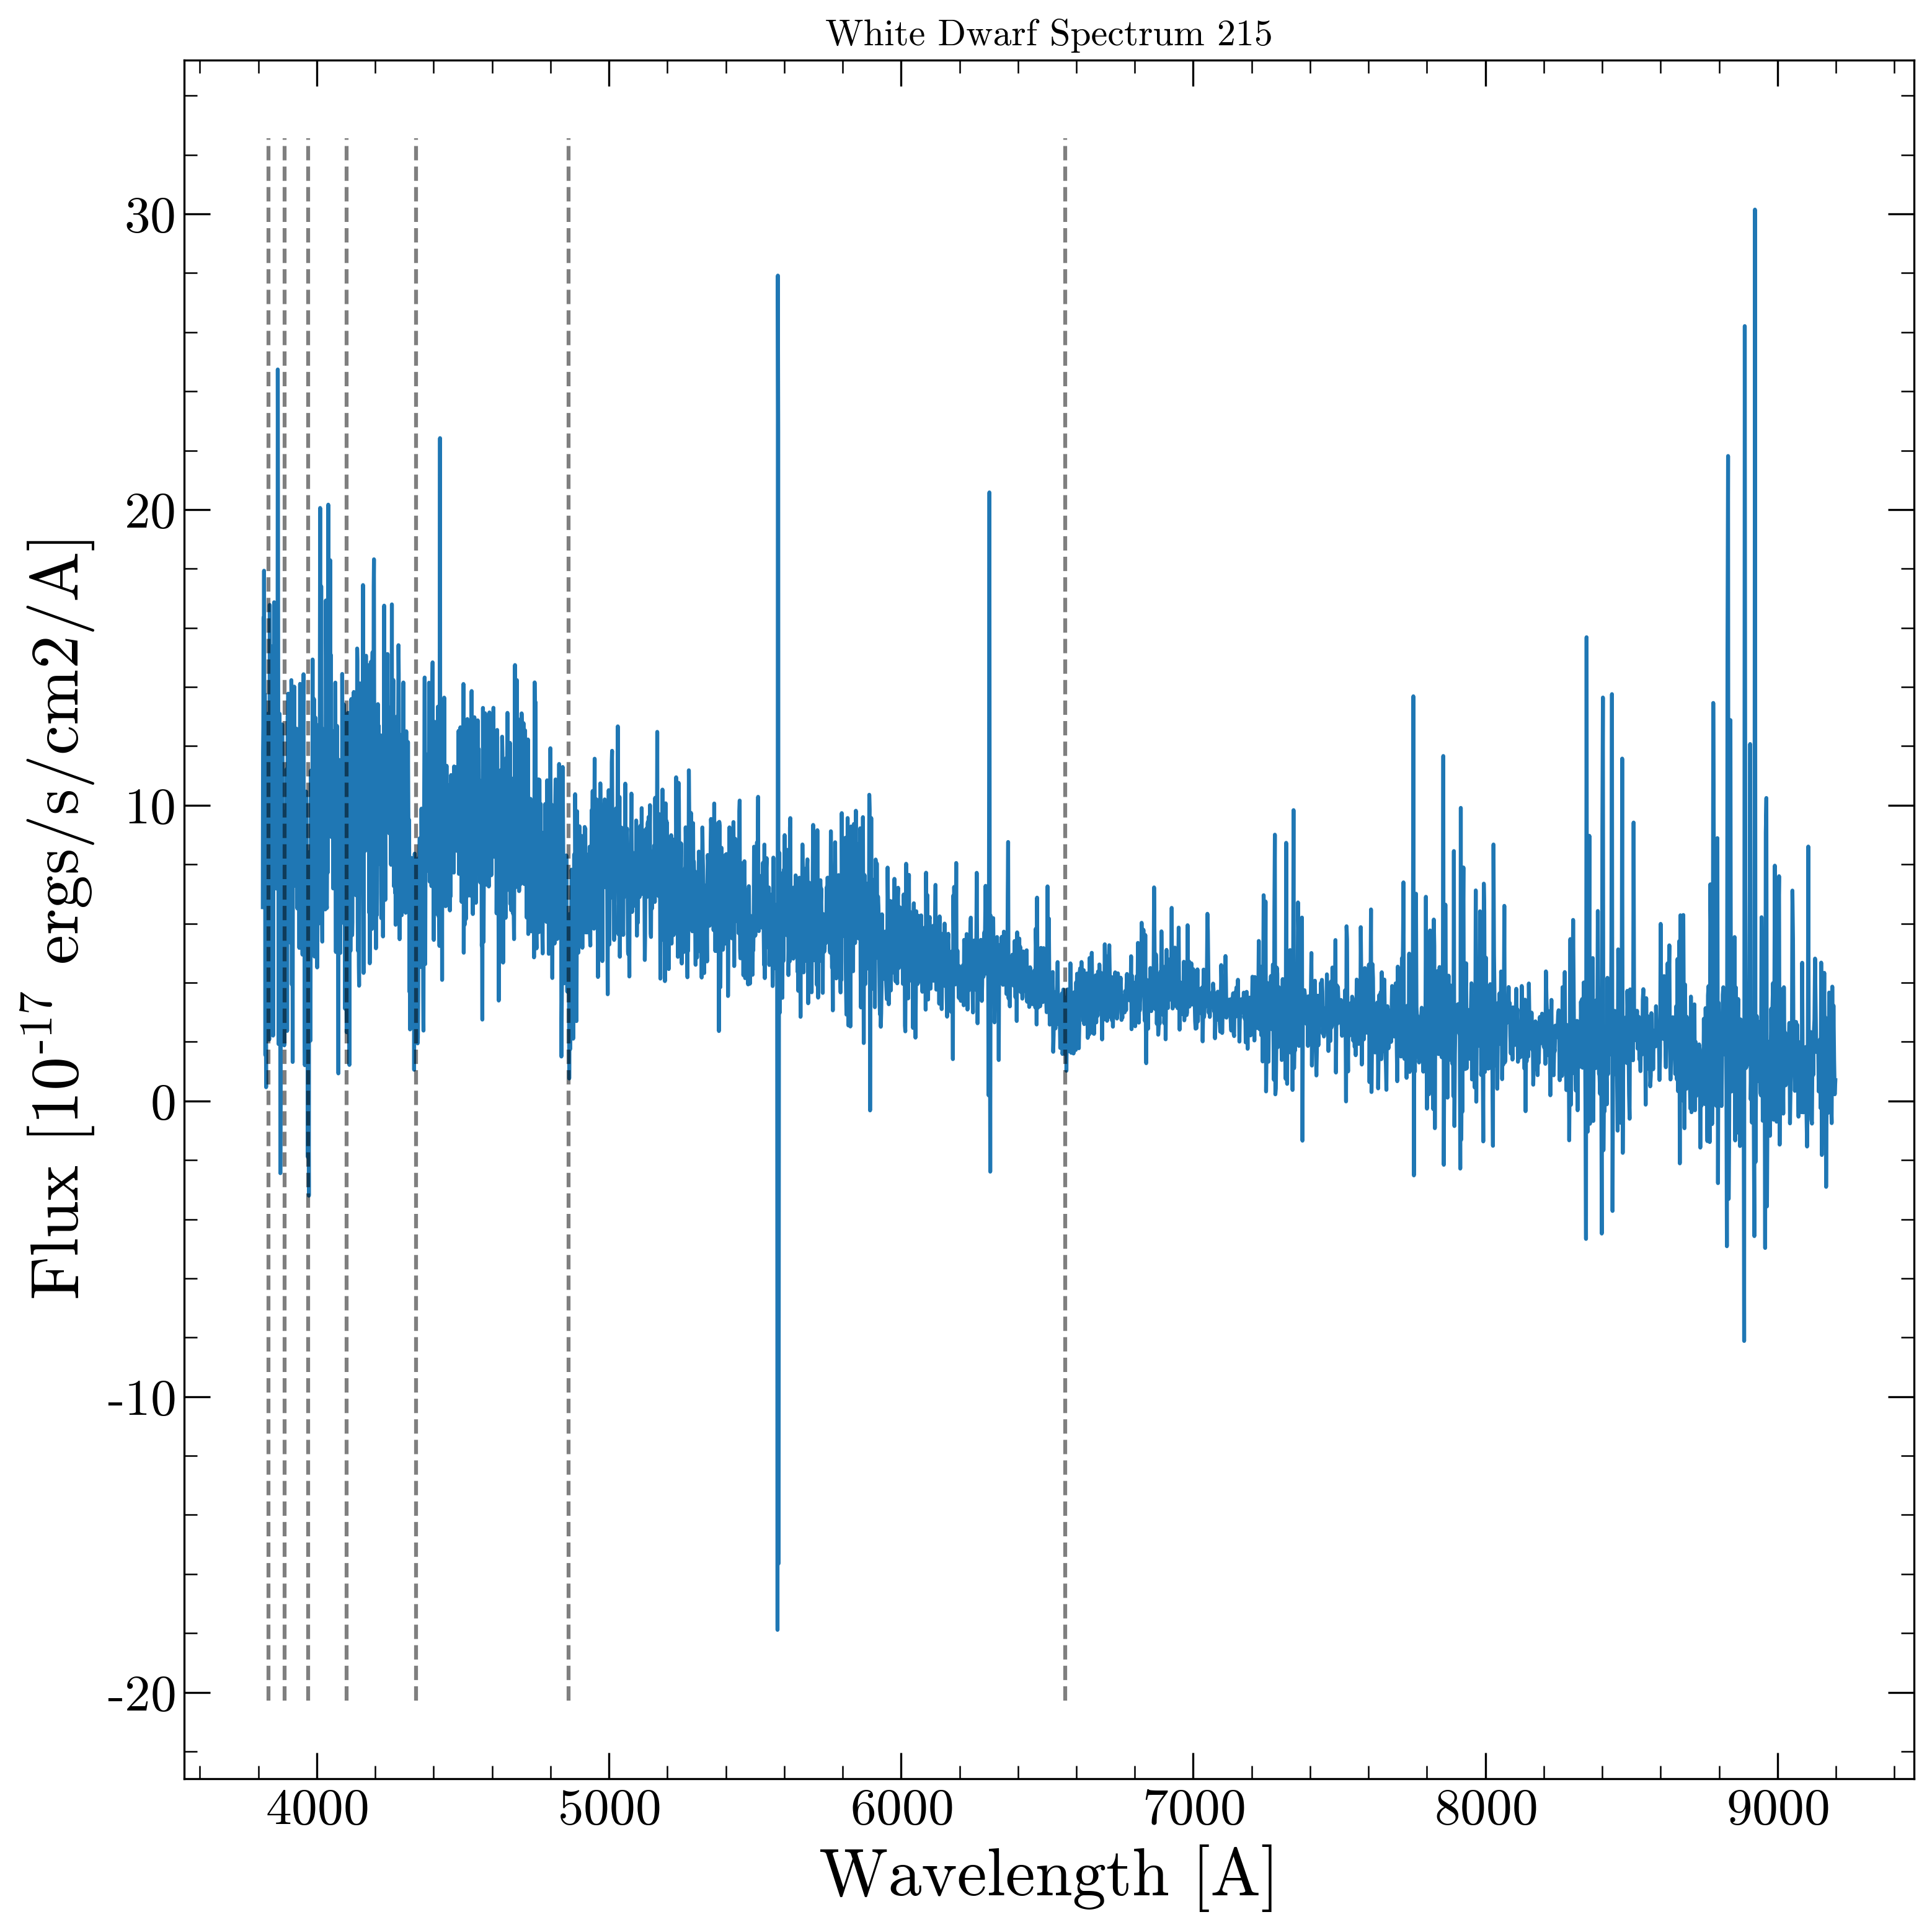 White Dwarf Spectrum 215
30
20
10
0
-10
-20
Flux [10-17 ergs/s/cm2/A]
4000 5000 6000 7000 8000 9000
Wavelength [A]